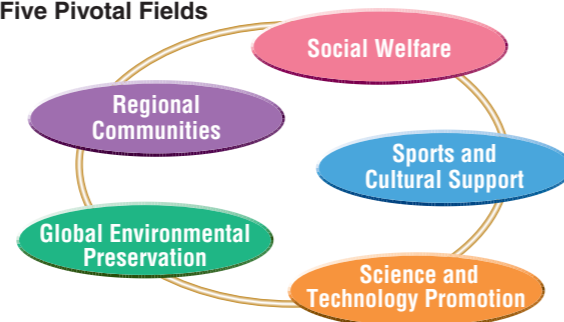 Five Pivotal Fields
Social Welfare
Regional
Communities
Sports and
Cultural Support
Global Environmental
Preservation
Science and
Technology Promotion